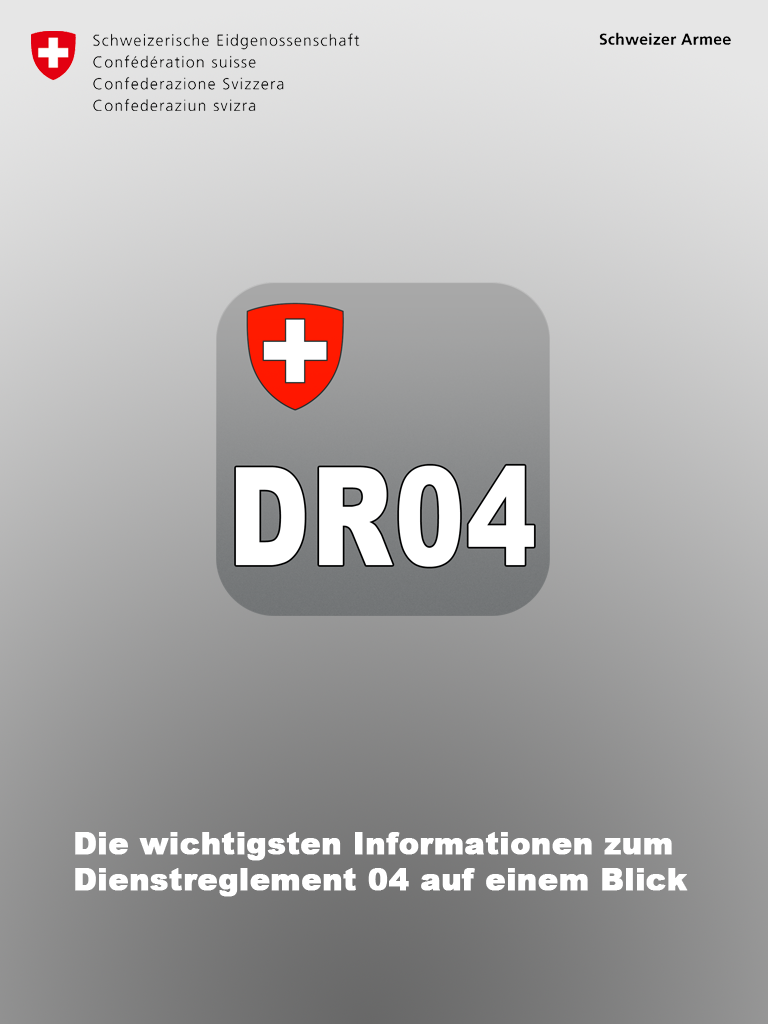 Schweizerische Eidgenossenschaft
Confédération suisse
Confederazione Svizzera
Confederaziun svizra
Schweizer Armee
DR04
Die wichtigsten Informationen zum
Dienstreglement 04 auf einem Blick